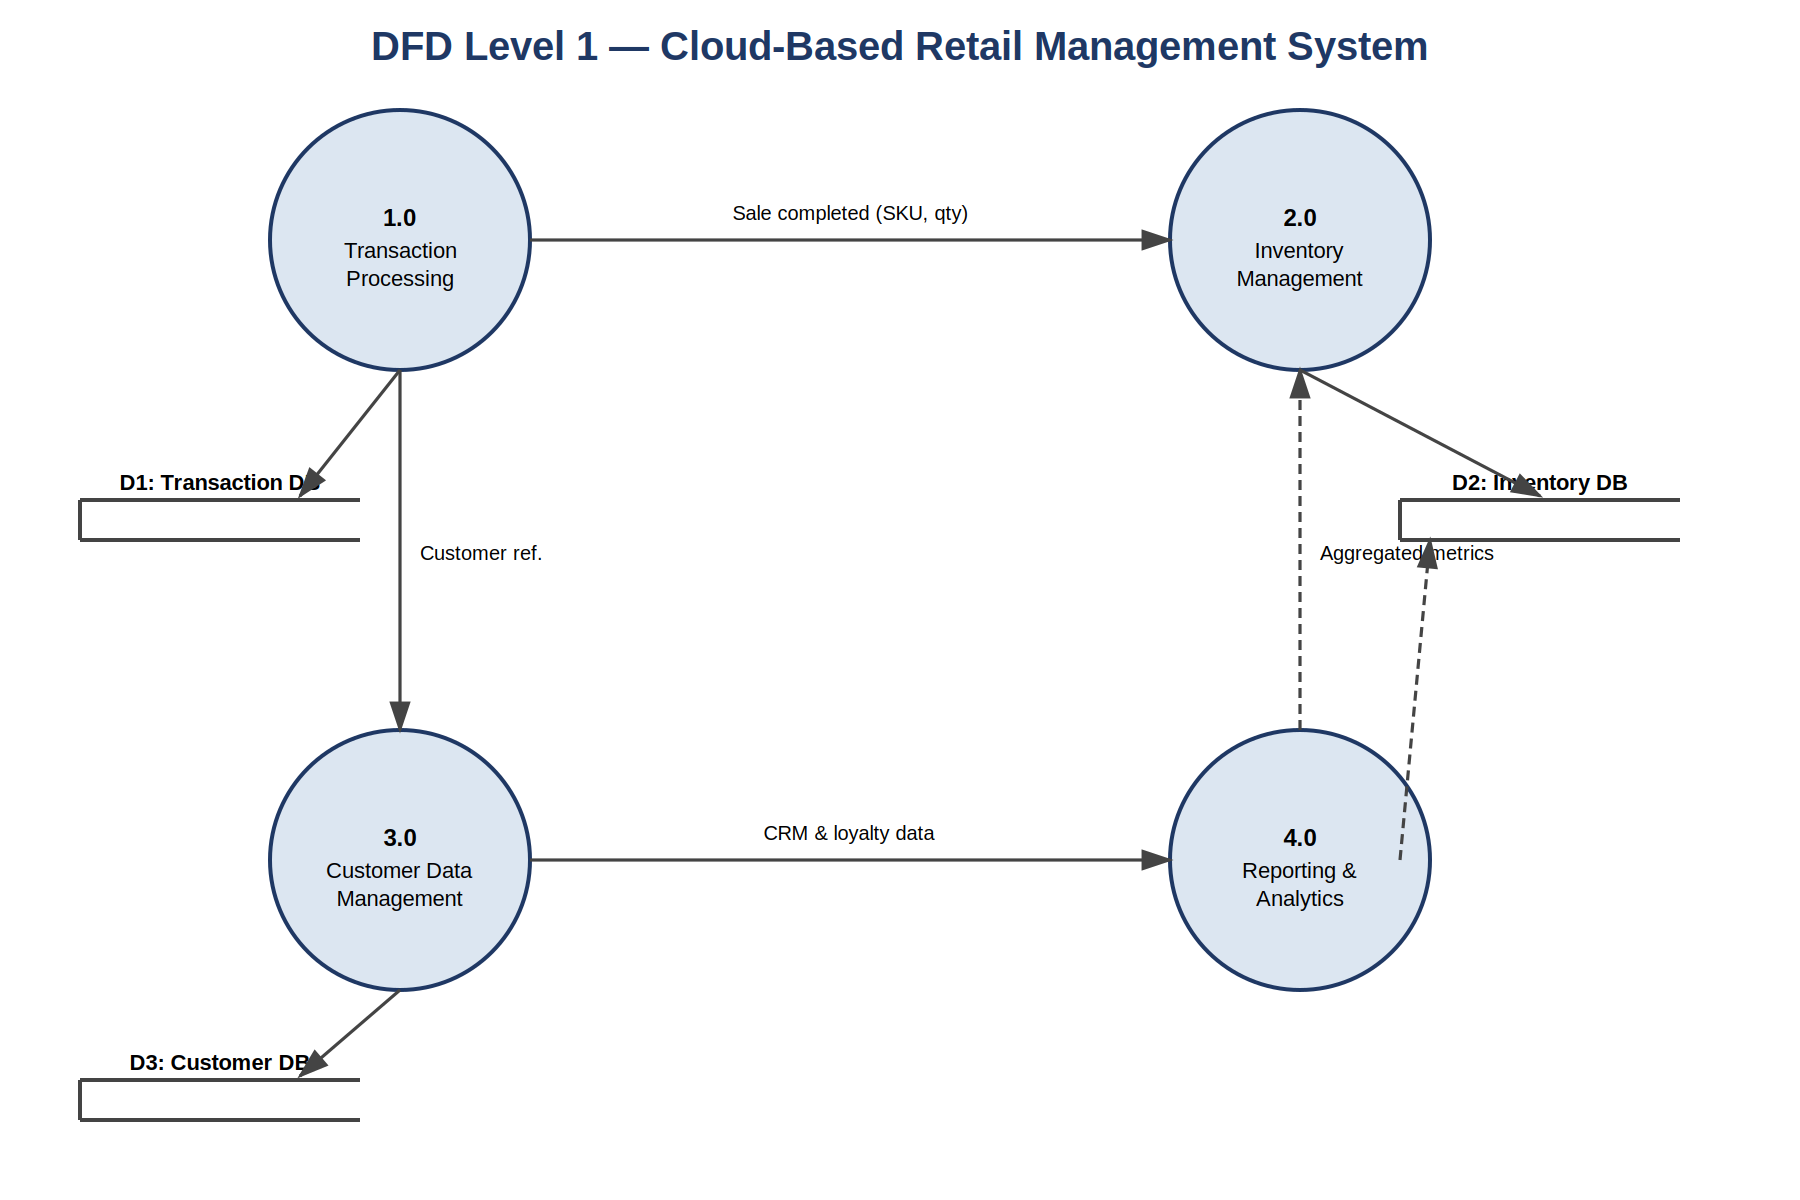 DFD Level 1 — Cloud-Based Retail Management System
1.0
Transaction
Processing
Sale completed (SKU, qty)
2.0
Inventory
Management
D1: Transaction DB
D2: Inventory DB
Customer ref.
Aggregated metrics
3.0
Customer Data
Management
CRM & loyalty data
4.0
Reporting &
Analytics
D3: Customer DB